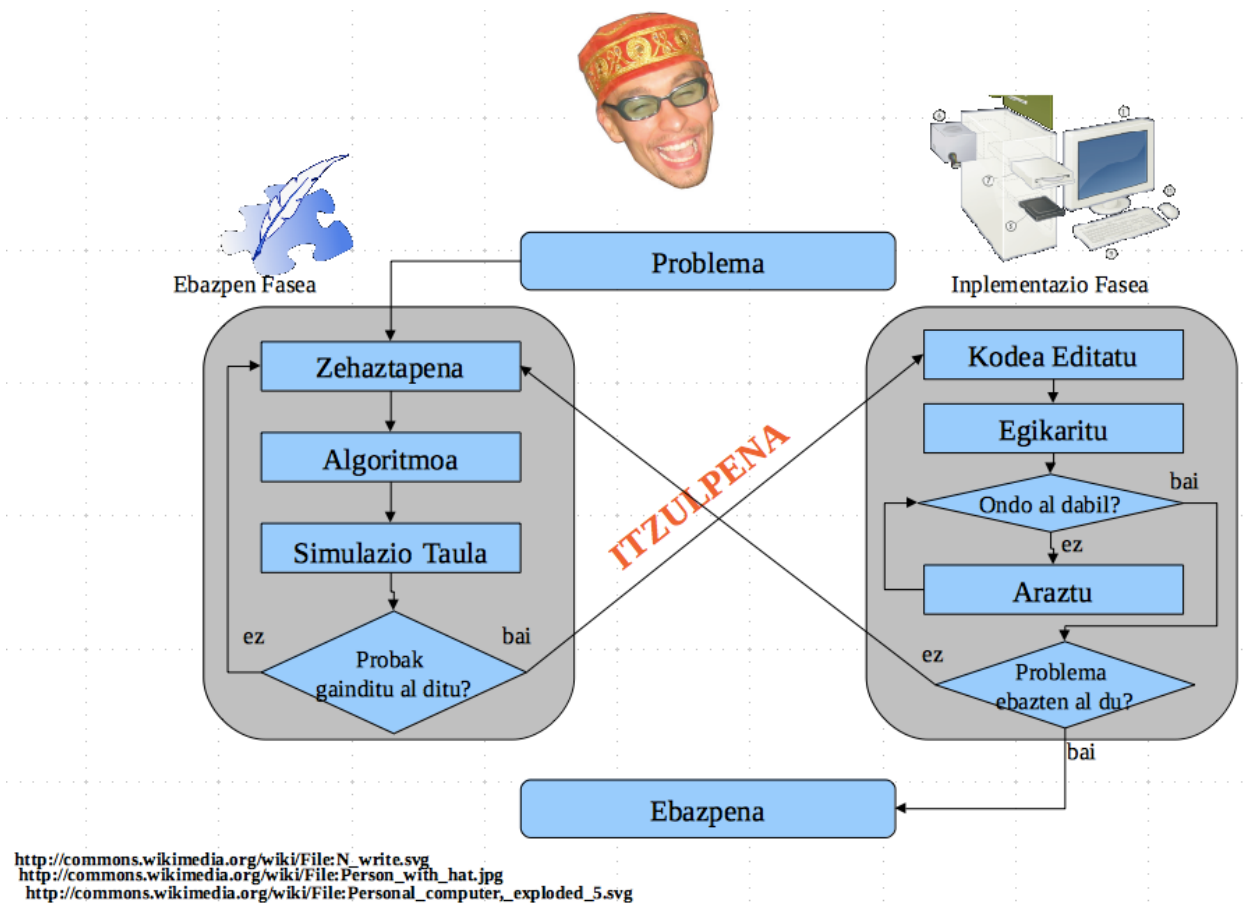 Problema
Ebazpen Fasea
Zehaztapena
Algoritmoa
Simulazio Taula
ez
bai
Probak
gainditu al ditu?
ITZULPENA
Inplementazio Fasea
Kodea Editatu
Egikaritu
bai
Ondo al dabil?
ez
Araztu
ez
Problema
ebazten al du?
bai
Ebazpena
http://commons.wikimedia.org/wiki/File:N_write.svg
http://commons.wikimedia.org/wiki/File:Person_with_hat.jpg
http://commons.wikimedia.org/wiki/File:Personal_computer,_exploded_5.svg